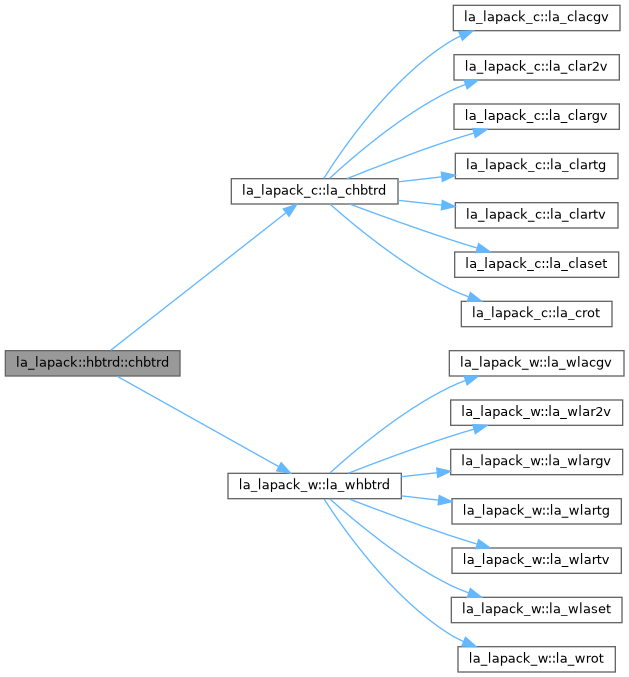 la_lapack_c::la_clacgv
la_lapack_c::la_clar2v
la_lapack_c::la_clargv
la_lapack_c::la_clartg
la_lapack_c::la_chbtrd
la_lapack_c::la_clartv
la_lapack_c::la_claset
la_lapack_c::la_crot
la_lapack::hbtrd::chbtrd
la_lapack_w::la_wlacgv
la_lapack_w::la_wlar2v
la_lapack_w::la_wlargv
la_lapack_w::la_whbtrd
la_lapack_w::la_wlartg
la_lapack_w::la_wlartv
la_lapack_w::la_wlaset
la_lapack_w::la_wrot